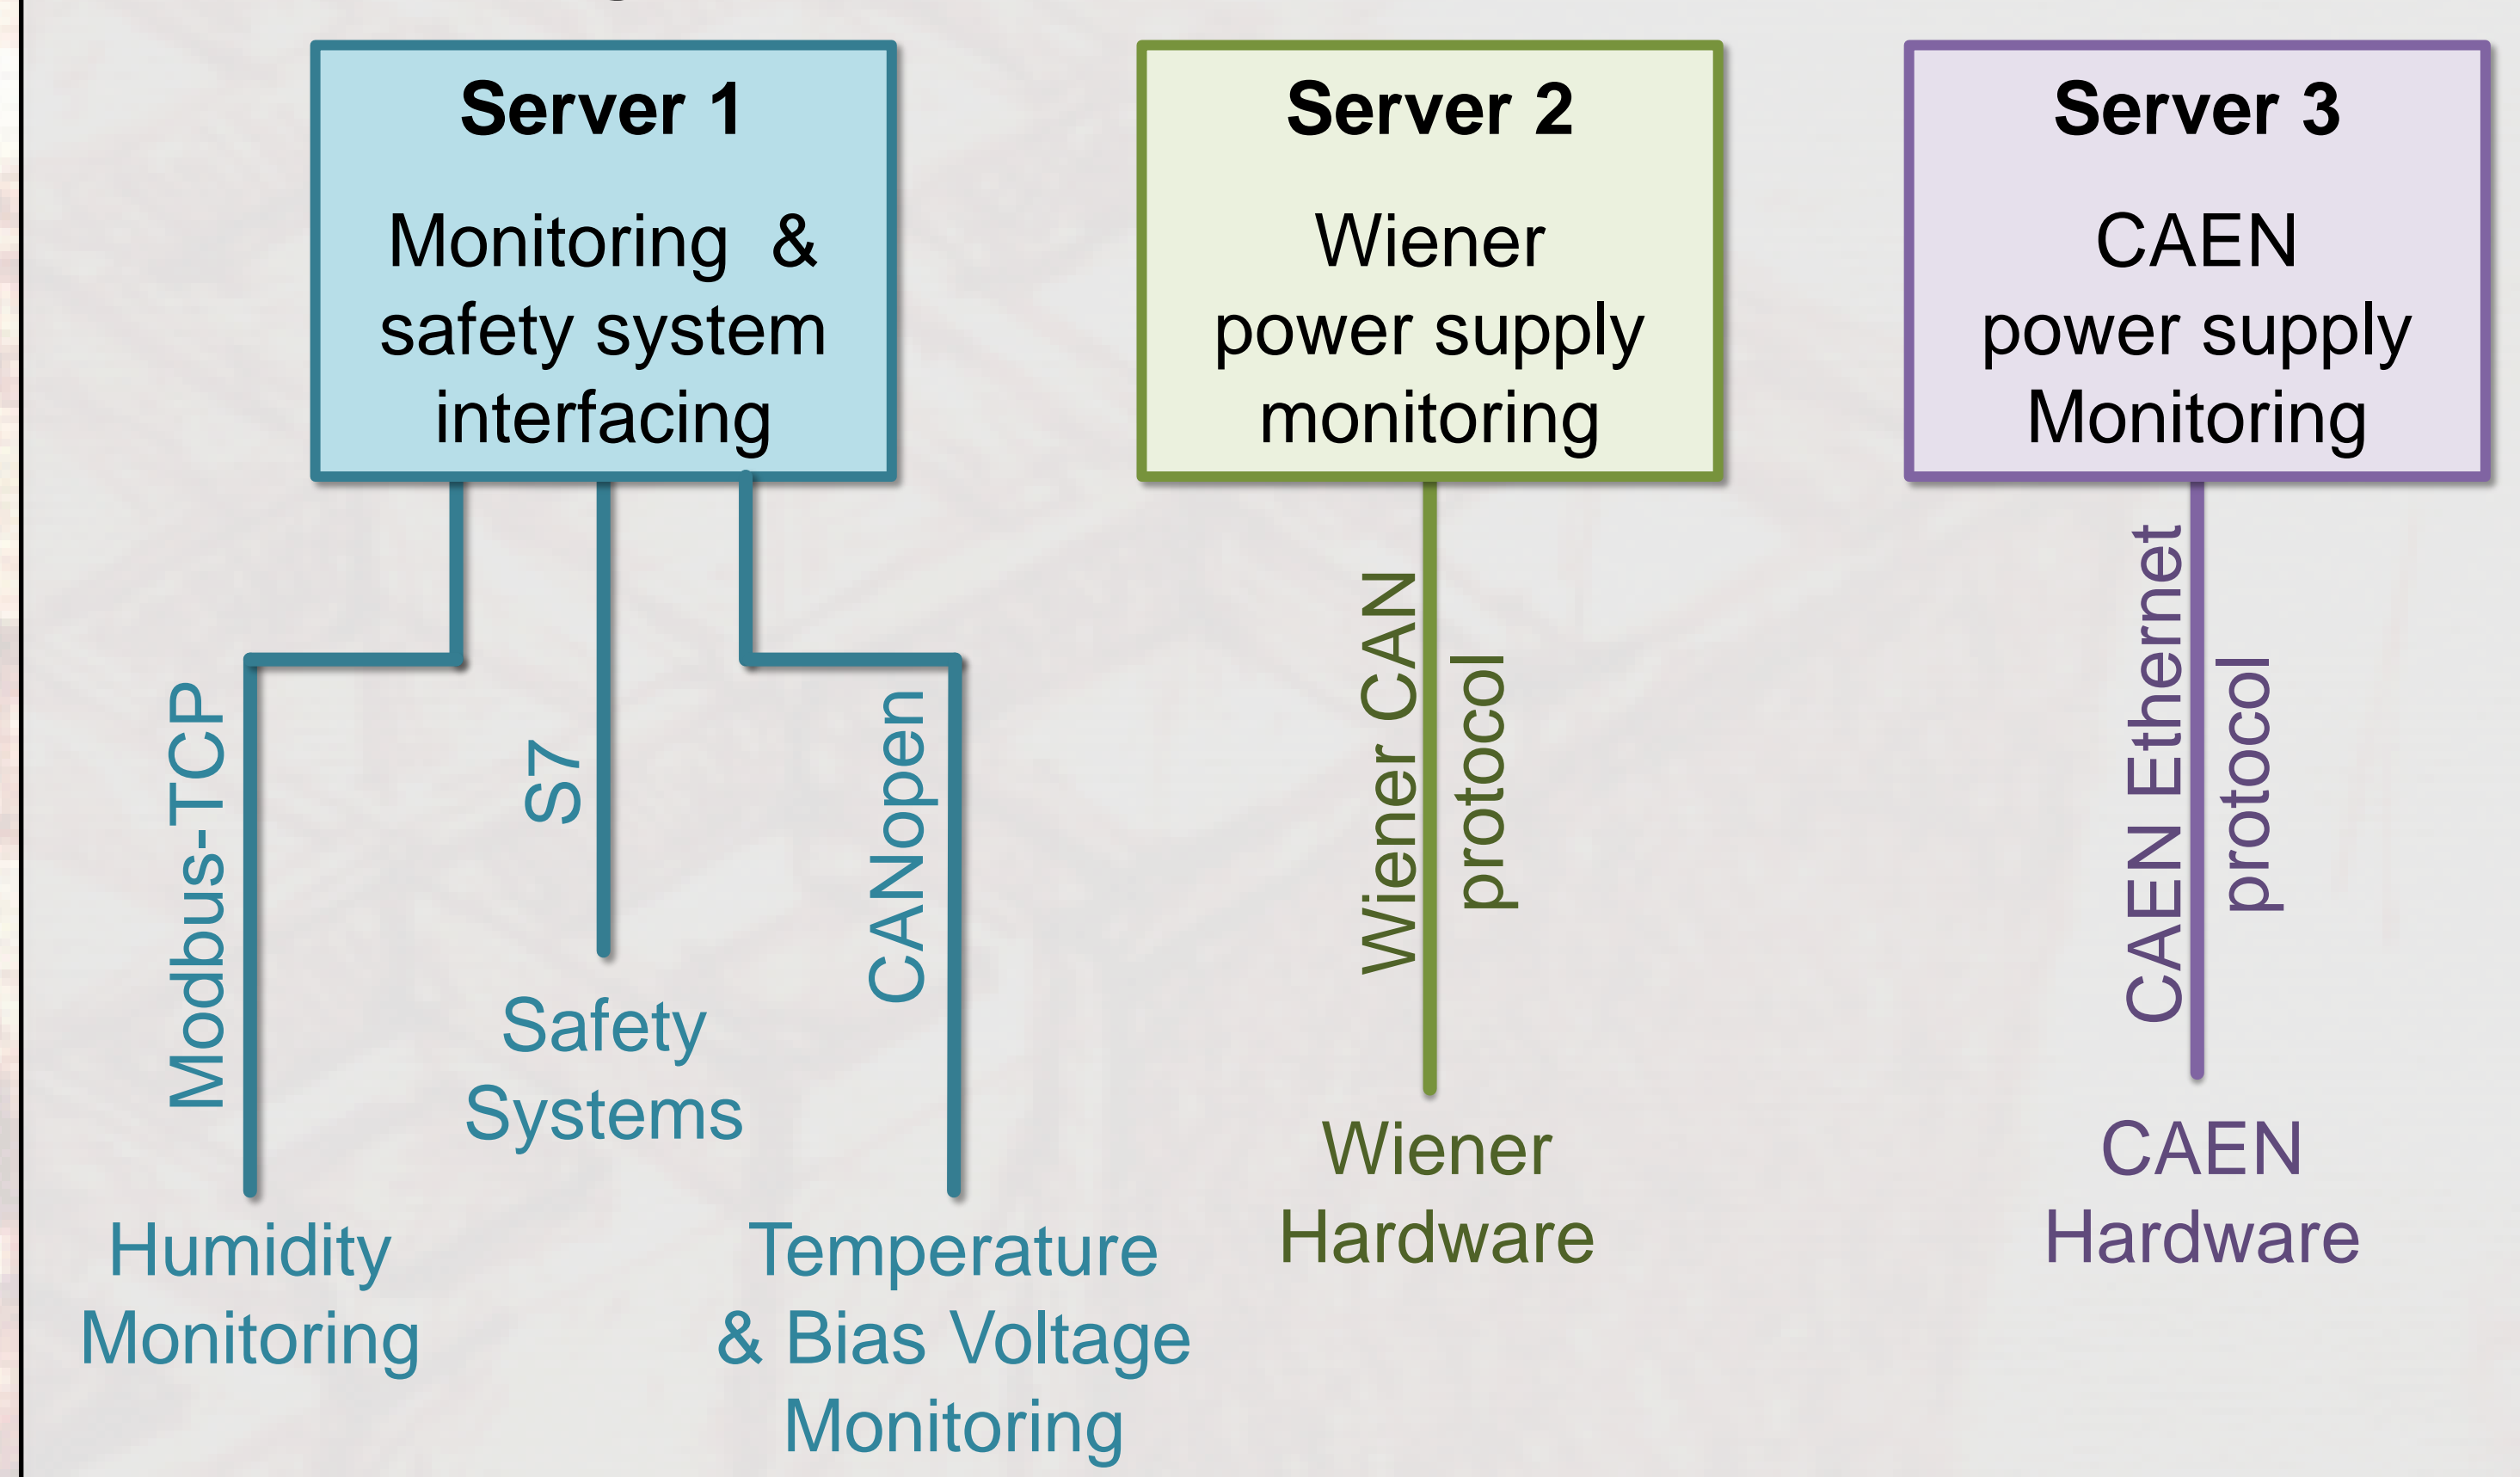 Server 1
Monitoring & 
safety system
interfacing
Server 2
Wiener
power supply
monitoring
Server 3
CAEN
power supply
Monitoring
Modbus-TCP
S7
CANopen
Wiener CAN
protocol
CAEN Ethernet
protocol
Humidity
Monitoring
Safety
Systems
Temperature
& Bias Voltage
Monitoring
Wiener
Hardware
CAEN
Hardware